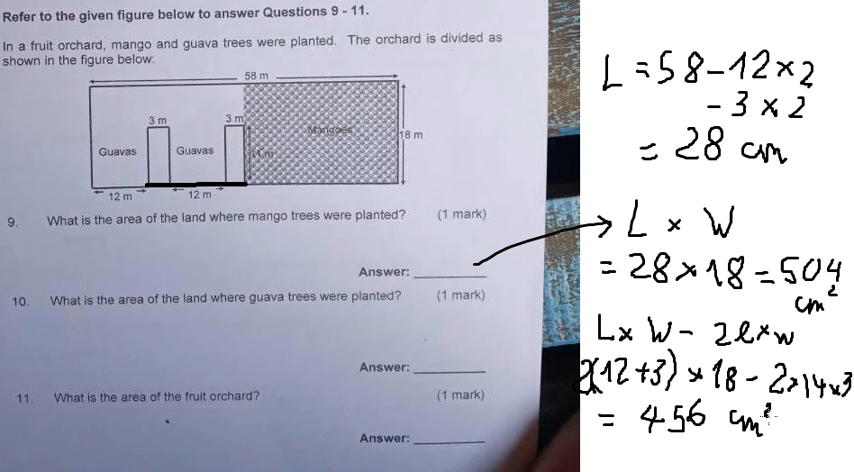 Refer to the given figure below to answer Questions 9 - 11.
In a fruit orchard, mango and guava trees were planted. The orchard is divided as
shown in the figure below:
58 m
3 m
3 m
Mangoes
18 m
Guavas
Guavas
12 m
12 m
9. What is the area of the land where mango trees were planted? (1 mark)
Answer:
10. What is the area of the land where guava trees were planted? (1 mark)
Answer:
11. What is the area of the fruit orchard? (1 mark)
Answer:
L = 58 - 12 × 2
- 3 × 2
= 28 cm
L × W
= 28 × 18 = 504
cm²
L × W - 2l × w
2(12 + 3) × 18 - 2 × 14 × 3
= 456 cm²